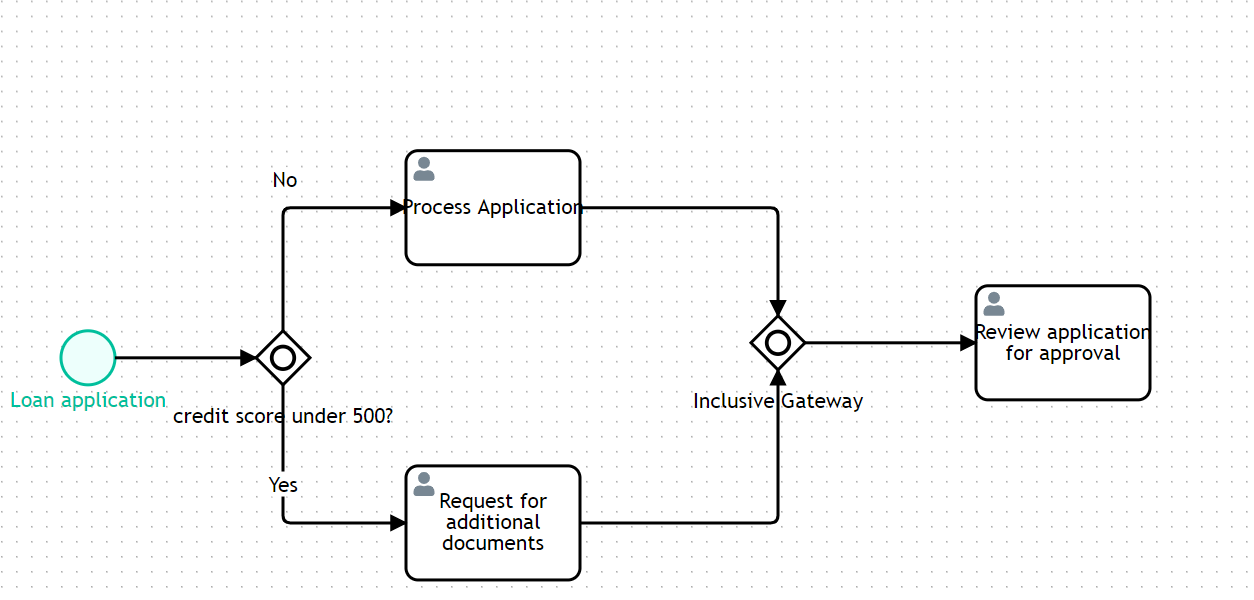 No
Process Application
Loan application
credit score under 500?
Yes
Request for
additional
documents
Inclusive Gateway
Review application
for approval